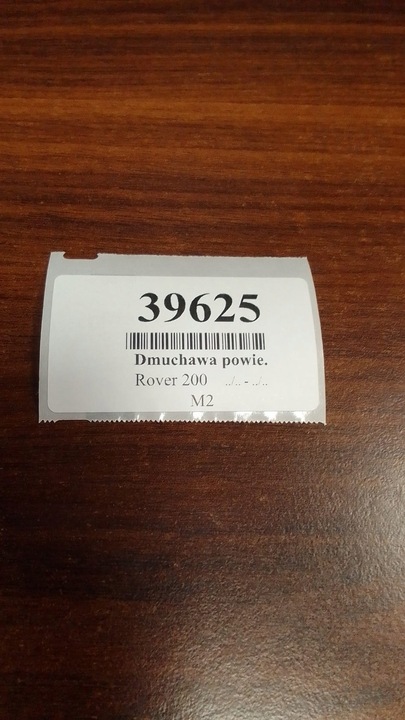 39625
Dmuchawa powie.
Rover 200 ../.. - ../..
M2